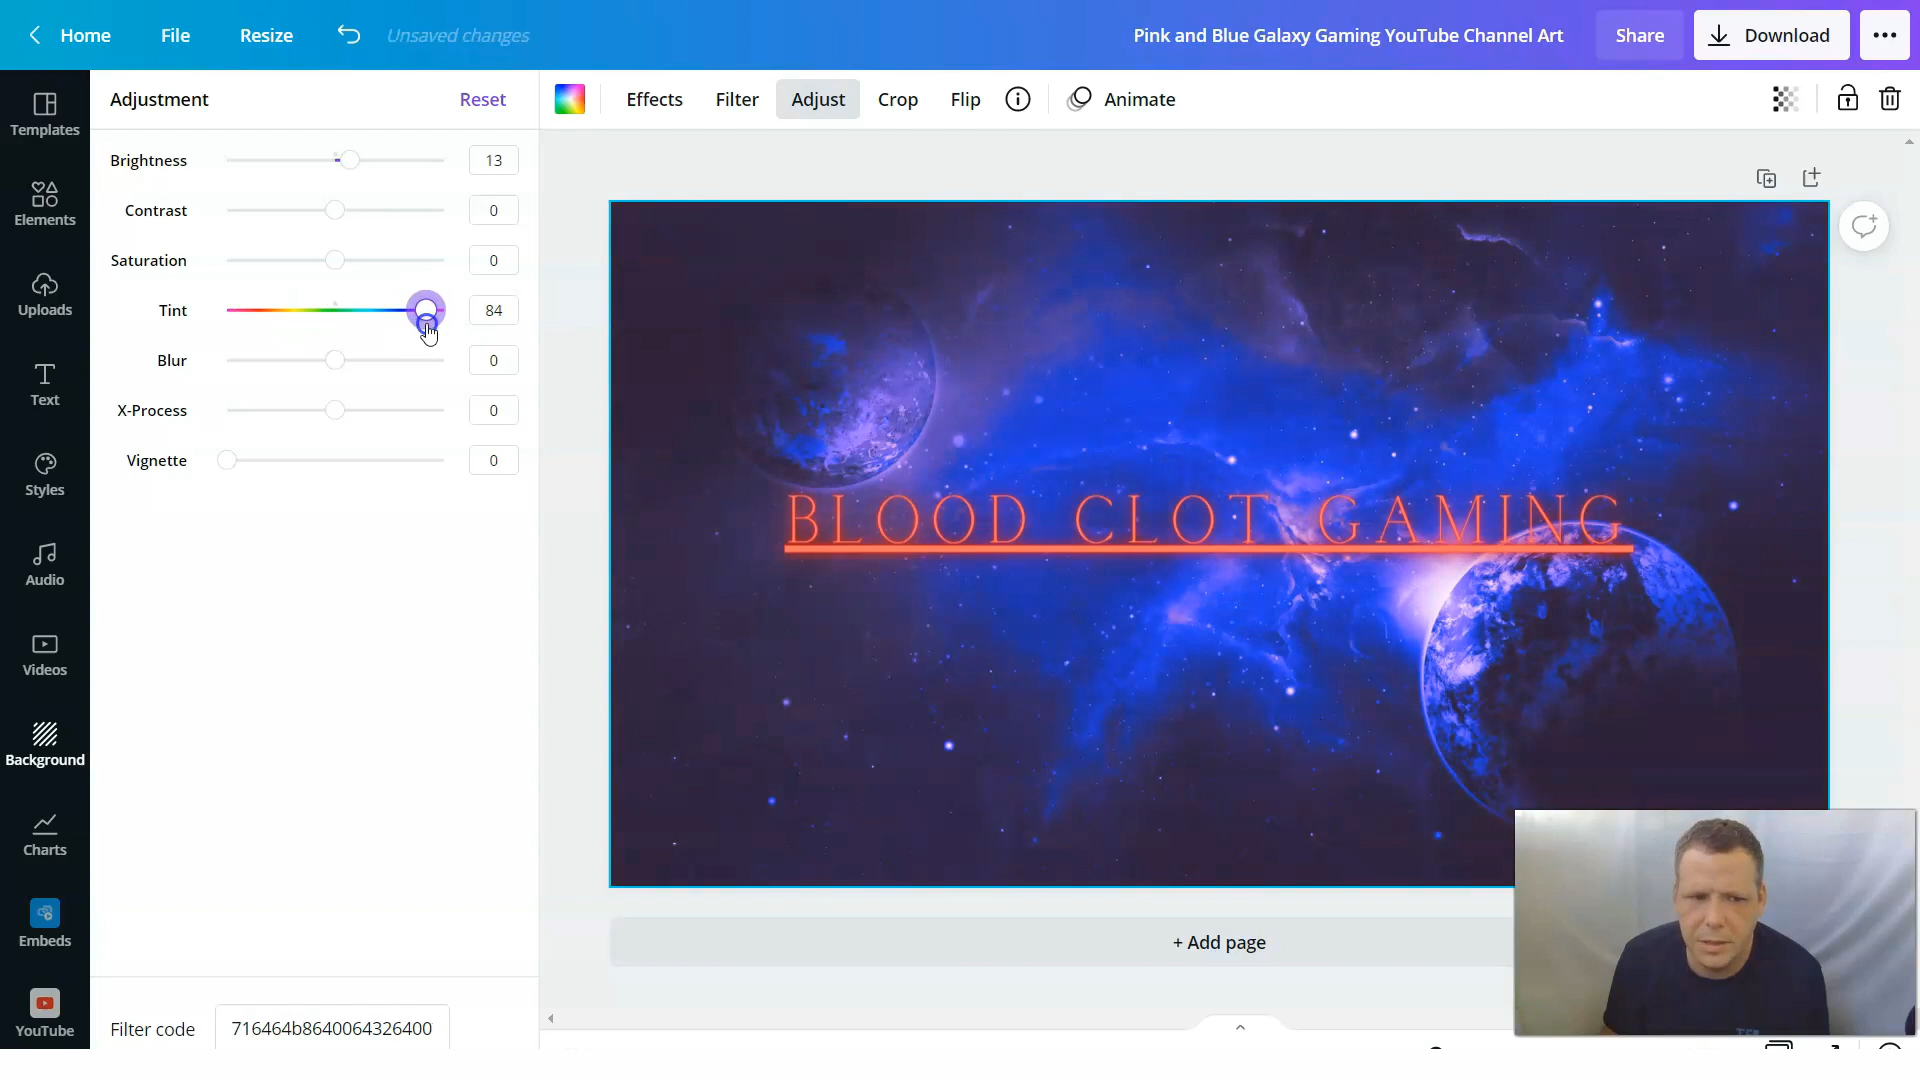 Home
File
Resize
Unsaved changes
Pink and Blue Galaxy Gaming YouTube Channel Art
Share
Download
Templates
Elements
Uploads
Text
Styles
Audio
Videos
Background
Charts
Embeds
YouTube
Adjustment
Reset
Brightness 13
Contrast 0
Saturation 0
Tint 84
Blur 0
X-Process 0
Vignette 0
Filter code 716464b8640064326400
Effects
Filter
Adjust
Crop
Flip
Animate
BLOOD CLOT GAMING
+ Add page